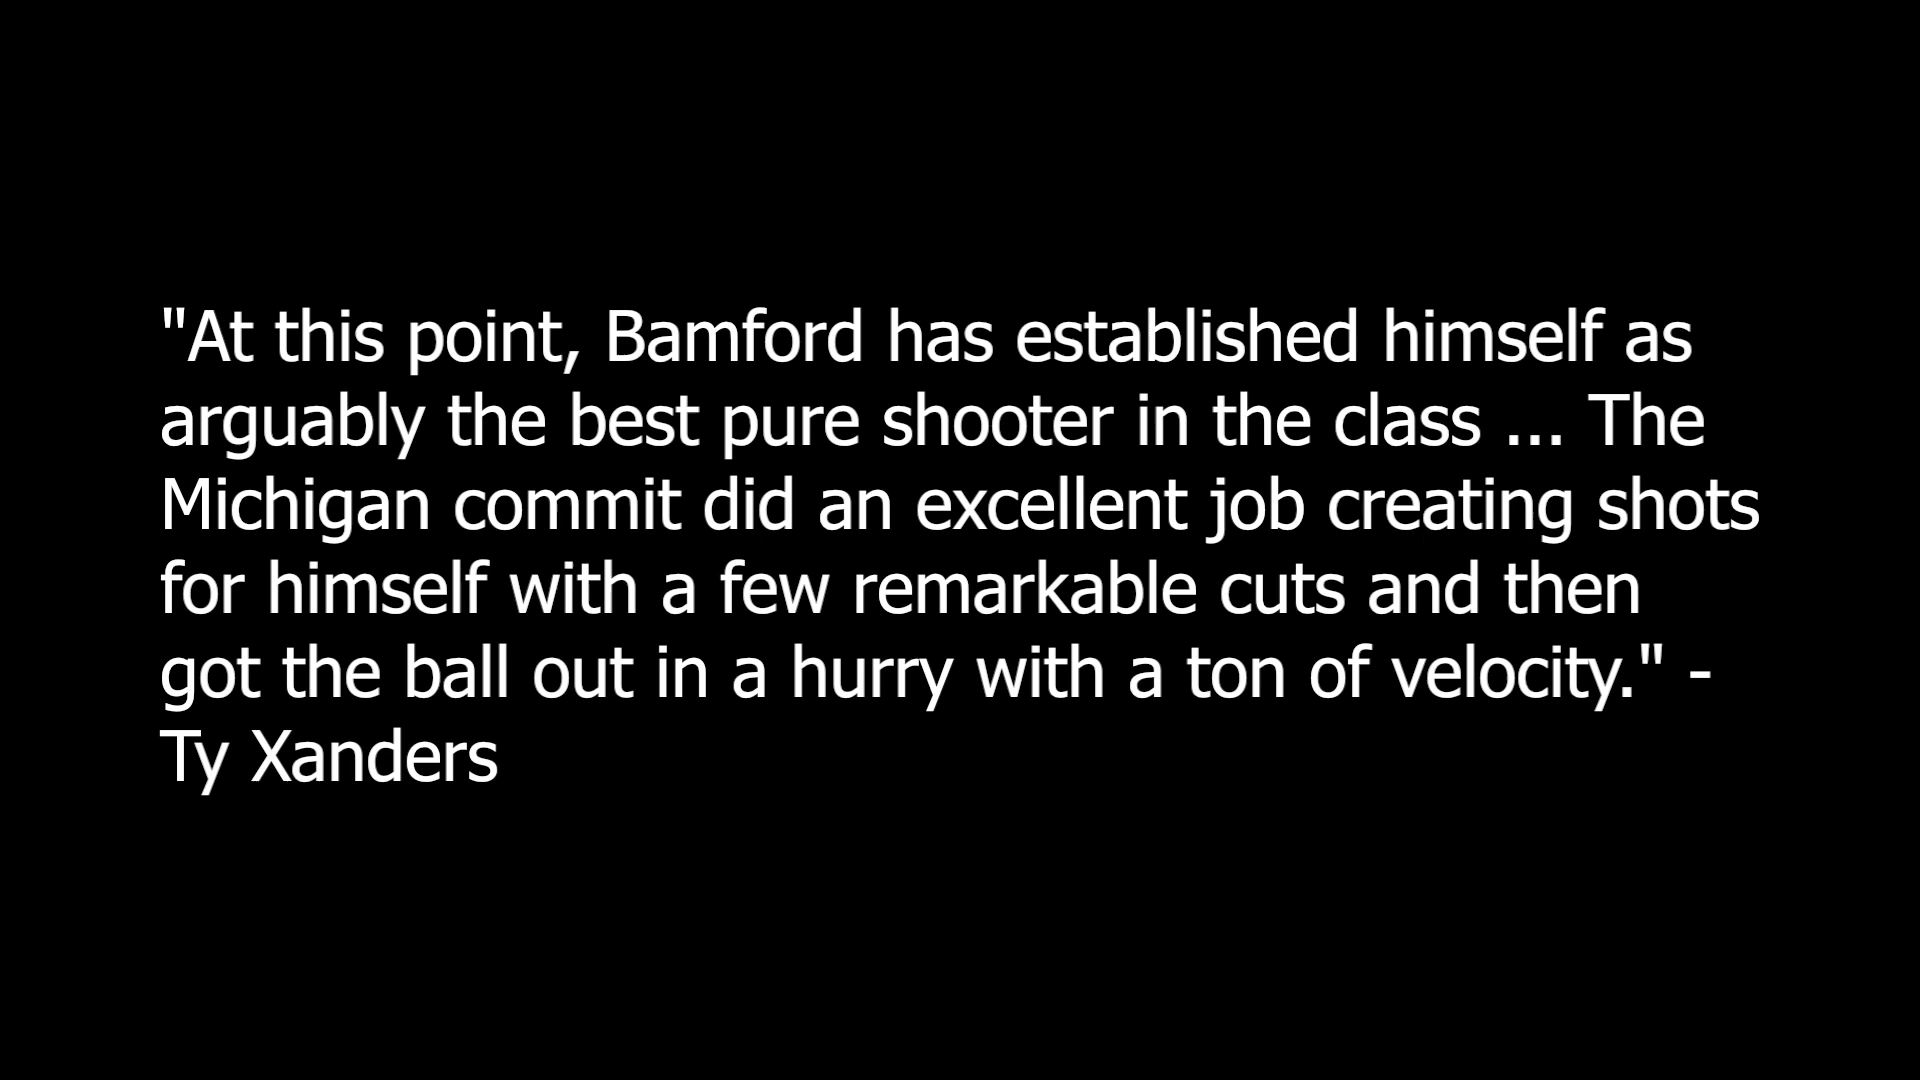 "At this point, Bamford has established himself as
arguably the best pure shooter in the class ... The
Michigan commit did an excellent job creating shots
for himself with a few remarkable cuts and then
got the ball out in a hurry with a ton of velocity." -
Ty Xanders